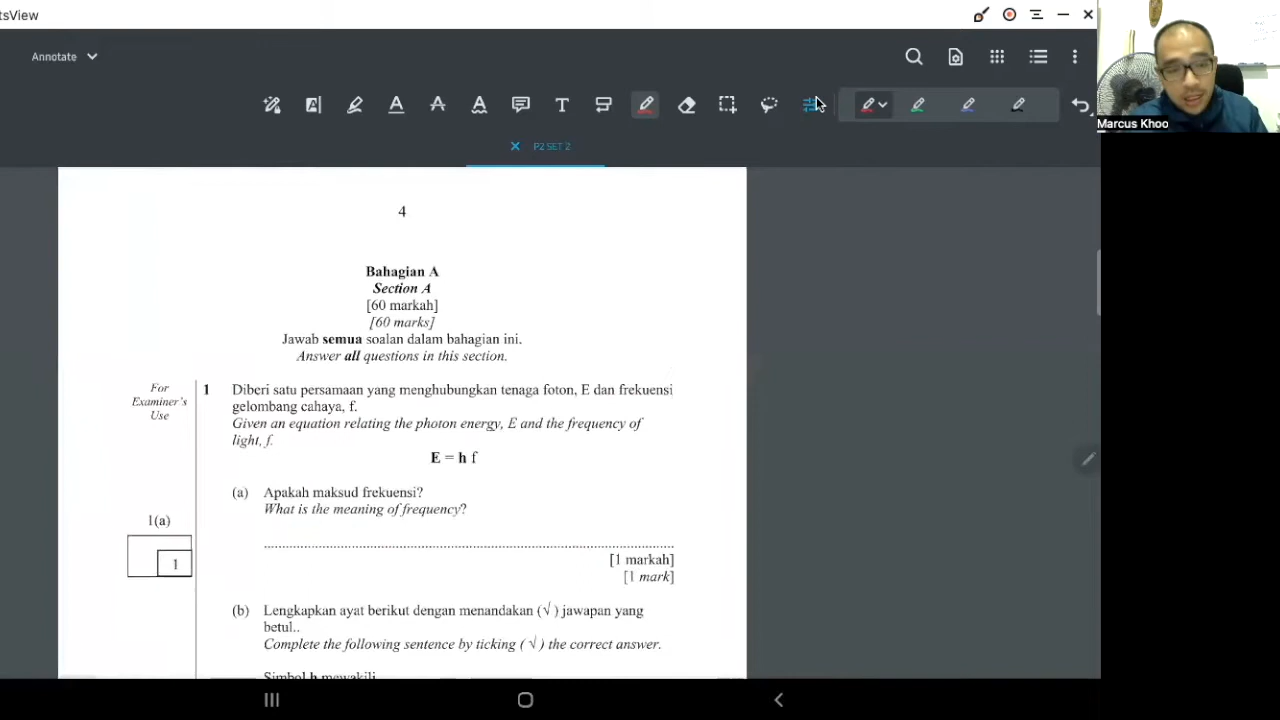 tsView
Annotate
P2 SET 2
Marcus Khoo
4
Bahagian A
Section A
[60 markah]
[60 marks]
Jawab semua soalan dalam bahagian ini.
Answer all questions in this section.
For
Examiner's
Use
1 Diberi satu persamaan yang menghubungkan tenaga foton, E dan frekuensi
gelombang cahaya, f.
Given an equation relating the photon energy, E and the frequency of
light, f.
E = h f
(a) Apakah maksud frekuensi?
What is the meaning of frequency?
1(a)
1
[1 markah]
[1 mark]
(b) Lengkapkan ayat berikut dengan menandakan (√ ) jawapan yang
betul..
Complete the following sentence by ticking ( √ ) the correct answer.
Simbol h mewakili